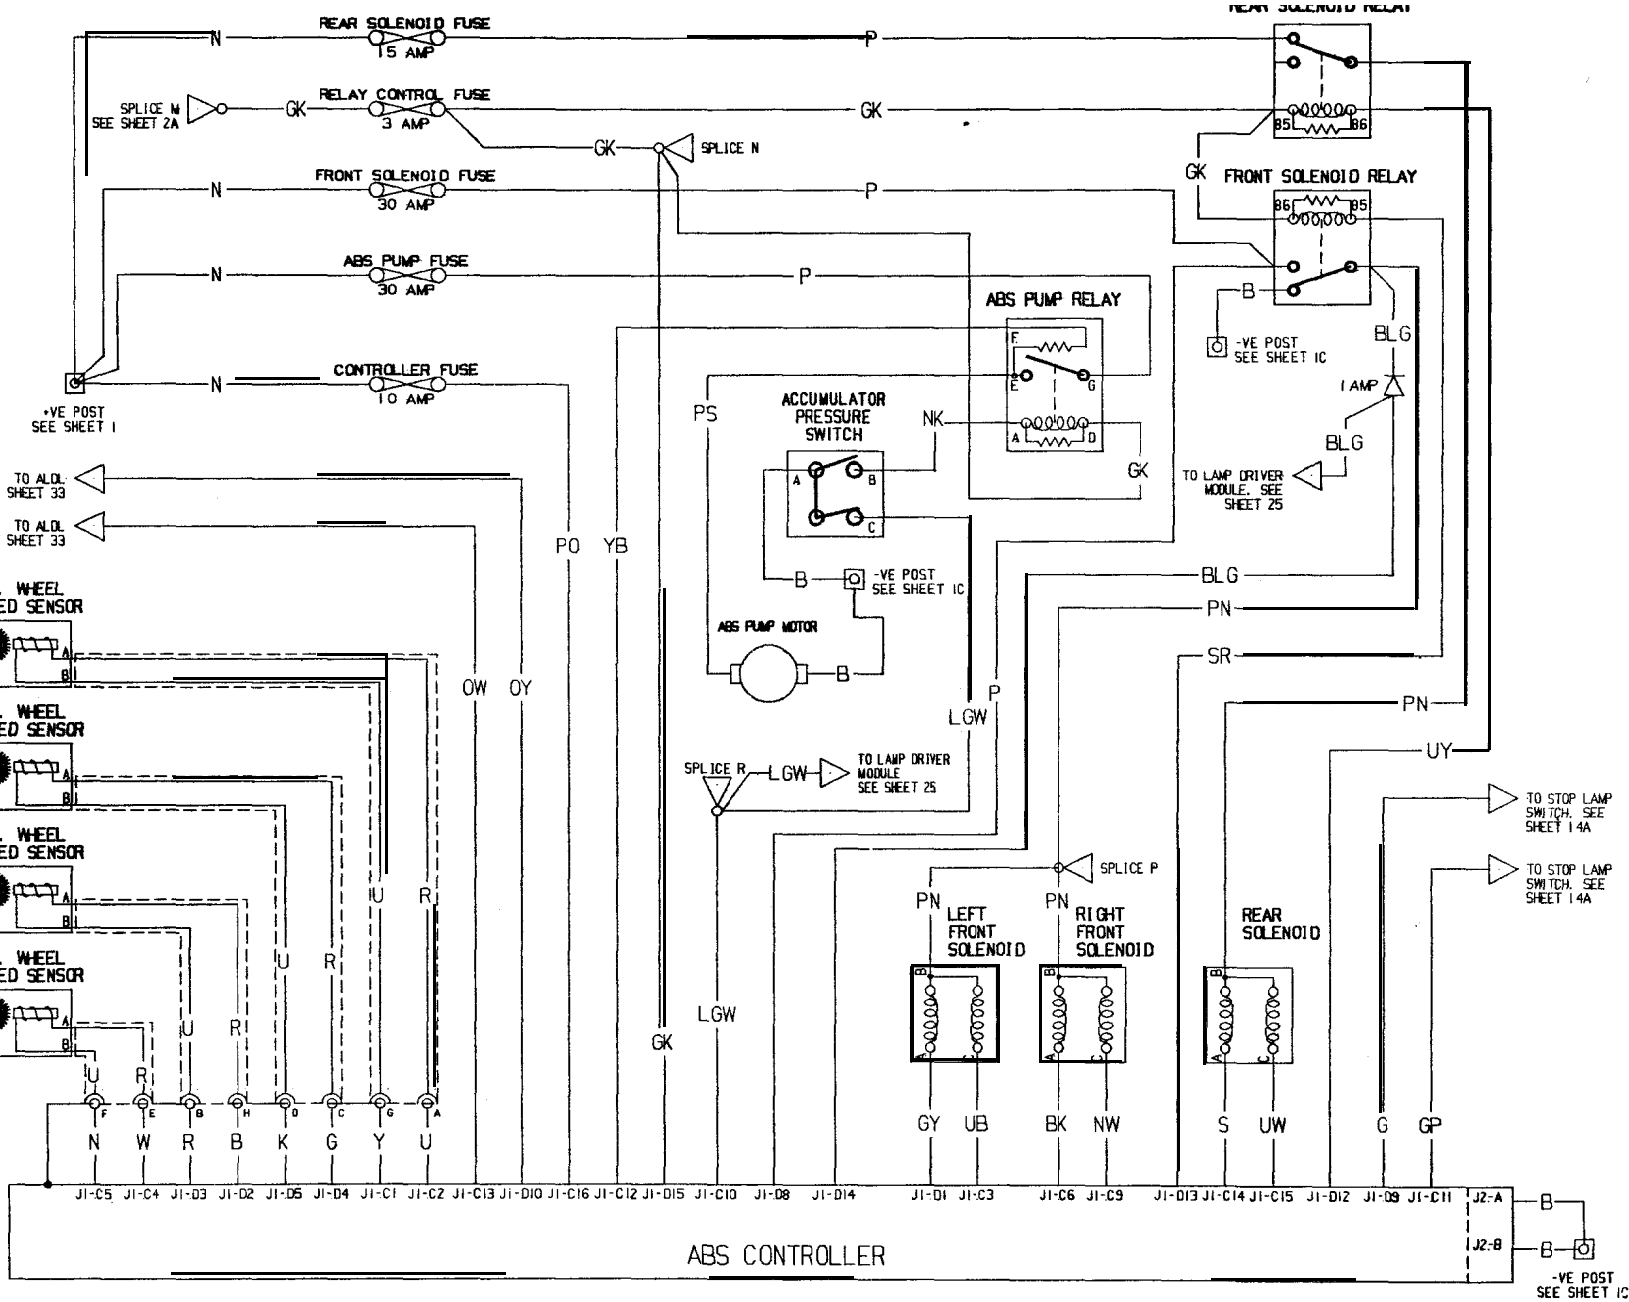 REAR SOLENOID RELAY
REAR SOLENOID FUSE
N
15 AMP
P
RELAY CONTROL FUSE
SPLICE M
SEE SHEET 2A
GK
3 AMP
GK
85
86
GK
SPLICE N
GK
FRONT SOLENOID FUSE
N
30 AMP
P
FRONT SOLENOID RELAY
86
85
ABS PUMP FUSE
N
30 AMP
P
B
-VE POST
SEE SHEET 1C
BLG
1 AMP
BLG
TO LAMP DRIVER
MODULE. SEE
SHEET 25
ABS PUMP RELAY
F
E
G
A
D
NK
GK
CONTROLLER FUSE
N
10 AMP
+VE POST
SEE SHEET 1
PS
ACCUMULATOR
PRESSURE
SWITCH
A
B
C
TO ALDL
SHEET 33
TO ALDL
SHEET 33
PO
YB
B
-VE POST
SEE SHEET 1C
BLG
PN
ABS PUMP MOTOR
B
SR
OW
OY
P
LGW
PN
UY
WHEEL
ED SENSOR
A
B
WHEEL
ED SENSOR
A
B
WHEEL
ED SENSOR
A
B
WHEEL
ED SENSOR
A
B
SPLICE R
LGW
TO LAMP DRIVER
MODULE
SEE SHEET 25
TO STOP LAMP
SWITCH. SEE
SHEET 14A
TO STOP LAMP
SWITCH. SEE
SHEET 14A
SPLICE P
U
R
PN
PN
LEFT
FRONT
SOLENOID
RIGHT
FRONT
SOLENOID
REAR
SOLENOID
U
R
B
B
B
U
R
LGW
GK
A
C
A
C
A
C
U
R
F
E
B
H
D
C
G
A
N
W
R
B
K
G
Y
U
GY
UB
BK
NW
S
UW
G
GP
J1-C5
J1-C4
J1-D3
J1-D2
J1-D5
J1-D4
J1-C1
J1-C2
J1-C13
J1-D10
J1-C16
J1-C12
J1-D15
J1-C10
J1-D8
J1-D14
J1-D1
J1-C3
J1-C6
J1-C9
J1-D13
J1-C14
J1-C15
J1-D12
J1-D9
J1-C11
J2-A
B
J2-B
B
ABS CONTROLLER
-VE POST
SEE SHEET 1C